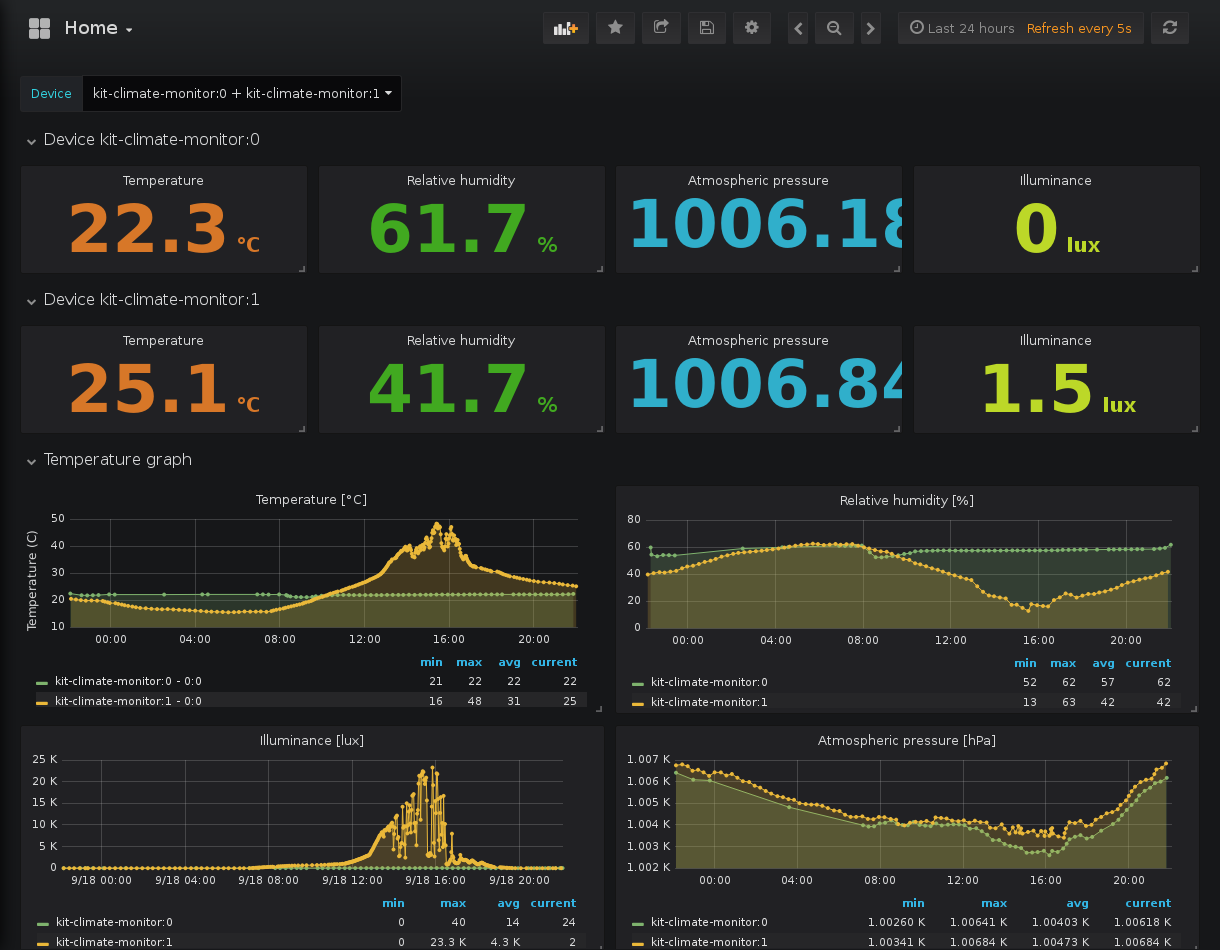 Home
Last 24 hours Refresh every 5s
Device kit-climate-monitor:0 + kit-climate-monitor:1
Device kit-climate-monitor:0
Temperature Relative humidity Atmospheric pressure Illuminance
22.3 °C 61.7 % 1006.18 0 lux
Device kit-climate-monitor:1
Temperature Relative humidity Atmospheric pressure Illuminance
25.1 °C 41.7 % 1006.84 1.5 lux
Temperature graph
Temperature [°C]
Temperature (C)
50
40
30
20
10
00:00 04:00 08:00 12:00 16:00 20:00
min max avg current
kit-climate-monitor:0 - 0:0 21 22 22 22
kit-climate-monitor:1 - 0:0 16 48 31 25
Relative humidity [%]
80
60
40
20
0
00:00 04:00 08:00 12:00 16:00 20:00
min max avg current
kit-climate-monitor:0 52 62 57 62
kit-climate-monitor:1 13 63 42 42
Illuminance [lux]
25 K
20 K
15 K
10 K
5 K
0
9/18 00:00 9/18 04:00 9/18 08:00 9/18 12:00 9/18 16:00 9/18 20:00
min max avg current
kit-climate-monitor:0 0 40 14 24
kit-climate-monitor:1 0 23.3 K 4.3 K 2
Atmospheric pressure [hPa]
1.007 K
1.006 K
1.005 K
1.004 K
1.003 K
1.002 K
00:00 04:00 08:00 12:00 16:00 20:00
min max avg current
kit-climate-monitor:0 1.00260 K 1.00641 K 1.00403 K 1.00618 K
kit-climate-monitor:1 1.00341 K 1.00684 K 1.00473 K 1.00684 K